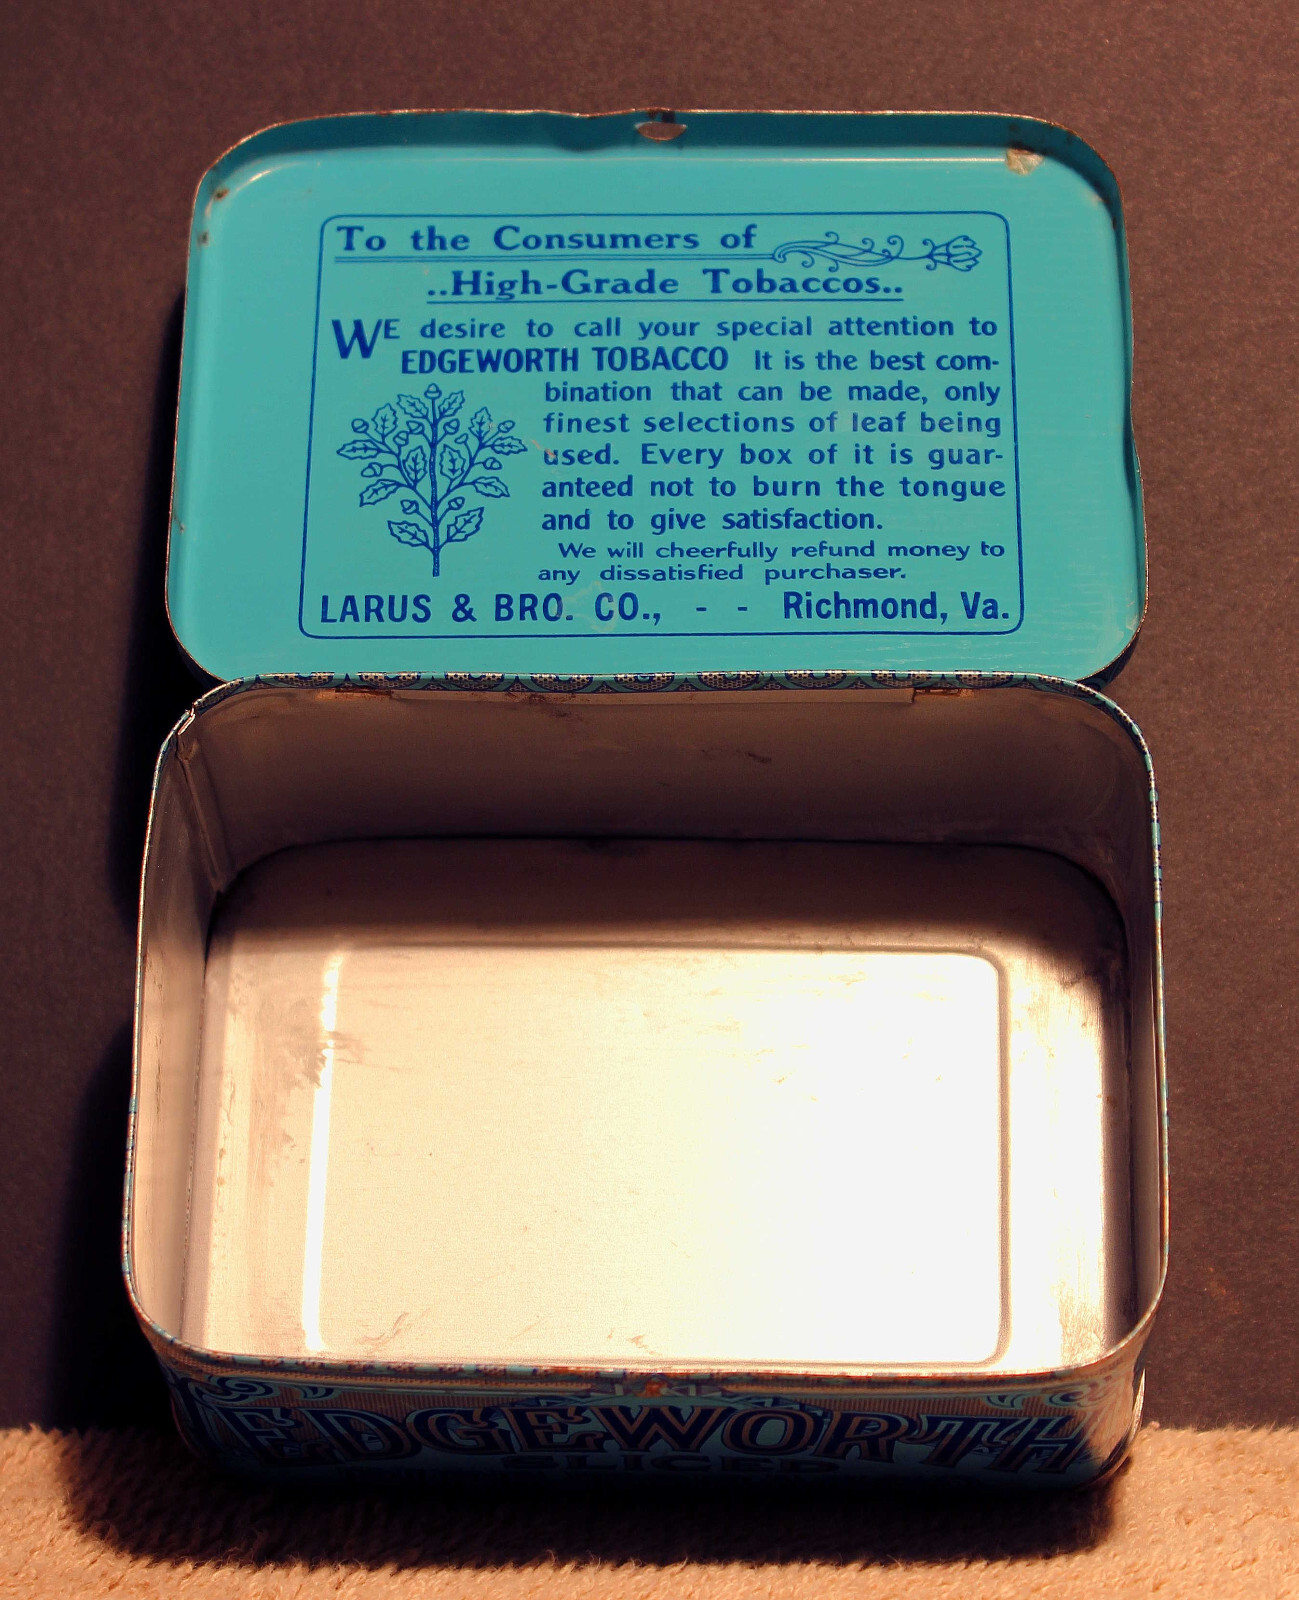 To the Consumers of
..High-Grade Tobaccos..
WE desire to call your special attention to
EDGEWORTH TOBACCO It is the best com-
bination that can be made, only
finest selections of leaf being
used. Every box of it is guar-
anteed not to burn the tongue
and to give satisfaction.
We will cheerfully refund money to
any dissatisfied purchaser.
LARUS & BRO. CO., - - Richmond, Va.
EDGEWORTH
SLICED